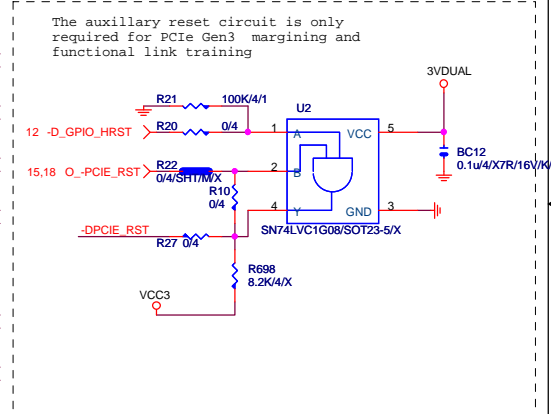 The auxillary reset circuit is only
required for PCIe Gen3 margining and
functional link training
3VDUAL
R21 100K/4/1
U2
12 -D_GPIO_HRST R20 0/4 1 A VCC 5
BC12
0.1u/4/X7R/16V/K/
15,18 O_-PCIE_RST R22 2 B
0/4/SHT/M/X
R10
0/4
4 Y GND 3
-DPCIE_RST
R27 0/4
SN74LVC1G08/SOT23-5/X
R698
8.2K/4/X
VCC3